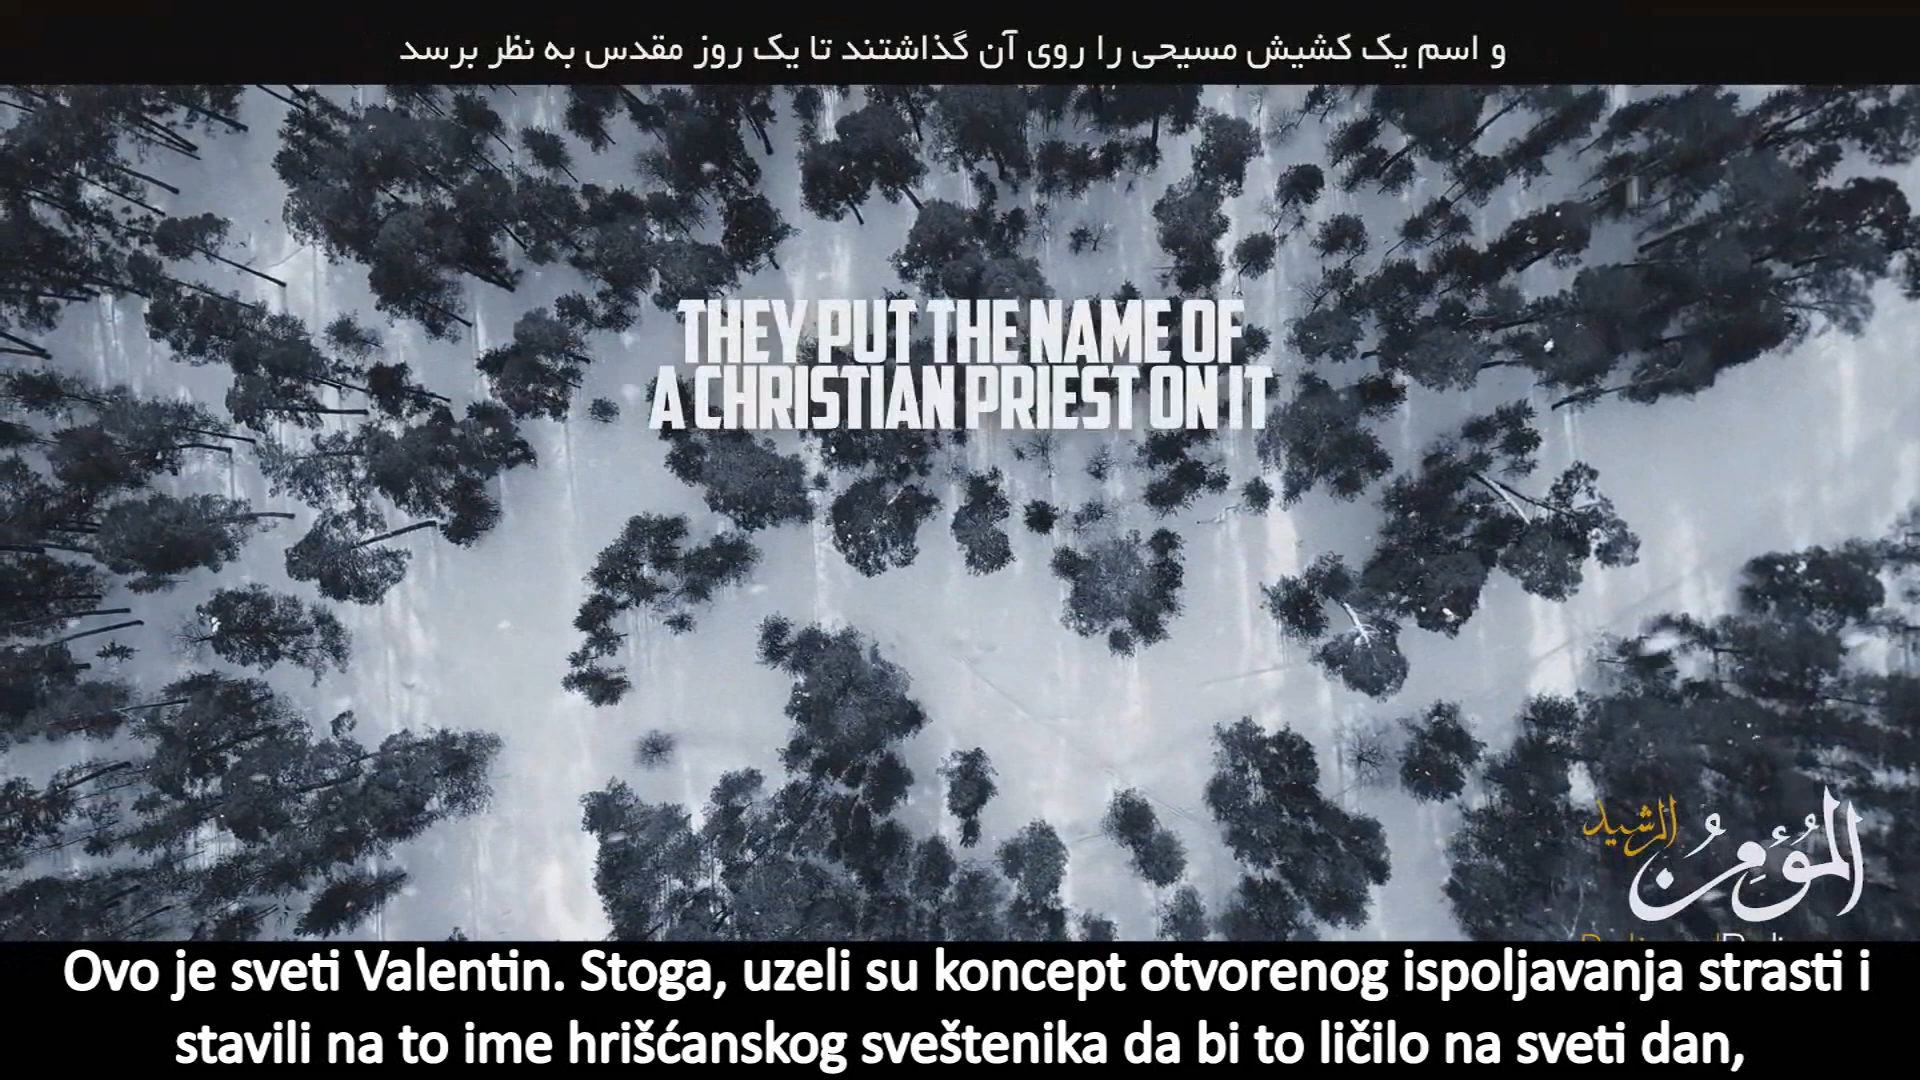 و اسم یک کشیش مسیحی را روی آن گذاشتند تا یک روز مقدس به نظر برسد
THEY PUT THE NAME OF
A CHRISTIAN PRIEST ON IT
الرشيد
المُؤْمِنُ
Ovo je sveti Valentin. Stoga, uzeli su koncept otvorenog ispoljavanja strasti i
stavili na to ime hrišćanskog sveštenika da bi to ličilo na sveti dan,